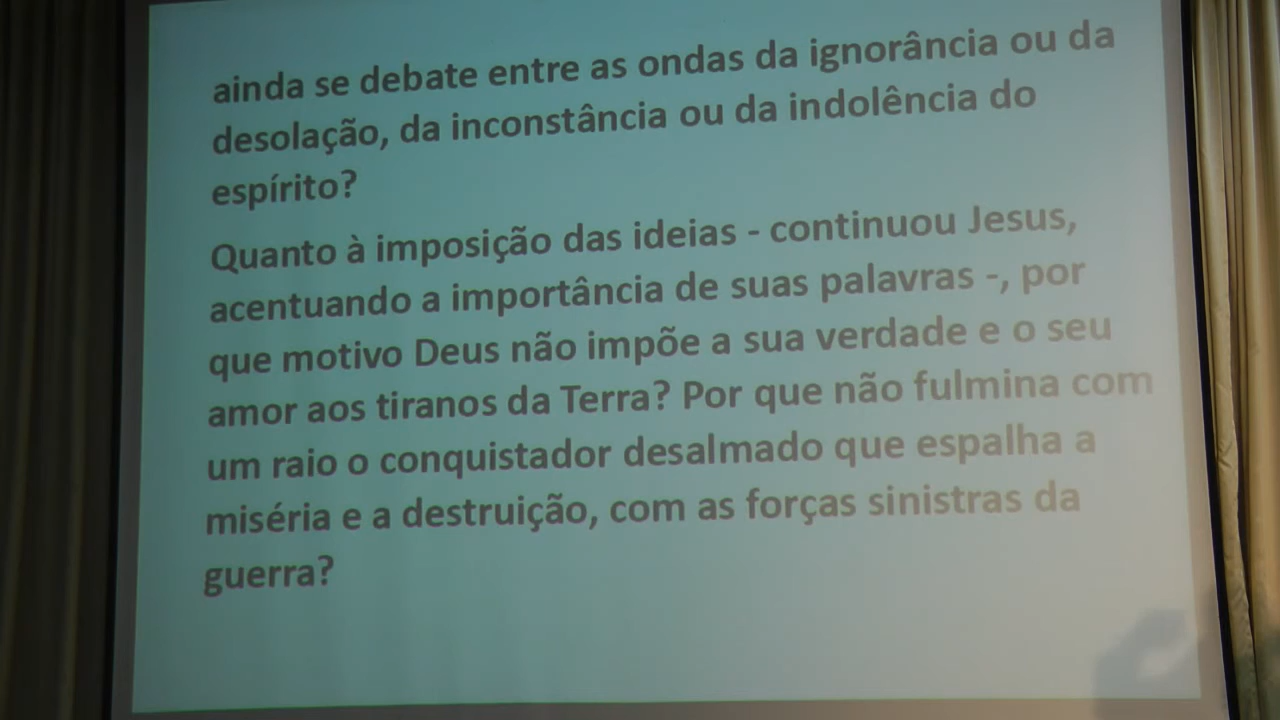 ainda se debate entre as ondas da ignorância ou da
desolação, da inconstância ou da indolência do
espírito?
Quanto à imposição das ideias - continuou Jesus,
acentuando a importância de suas palavras -, por
que motivo Deus não impõe a sua verdade e o seu
amor aos tiranos da Terra? Por que não fulmina com
um raio o conquistador desalmado que espalha a
miséria e a destruição, com as forças sinistras da
guerra?